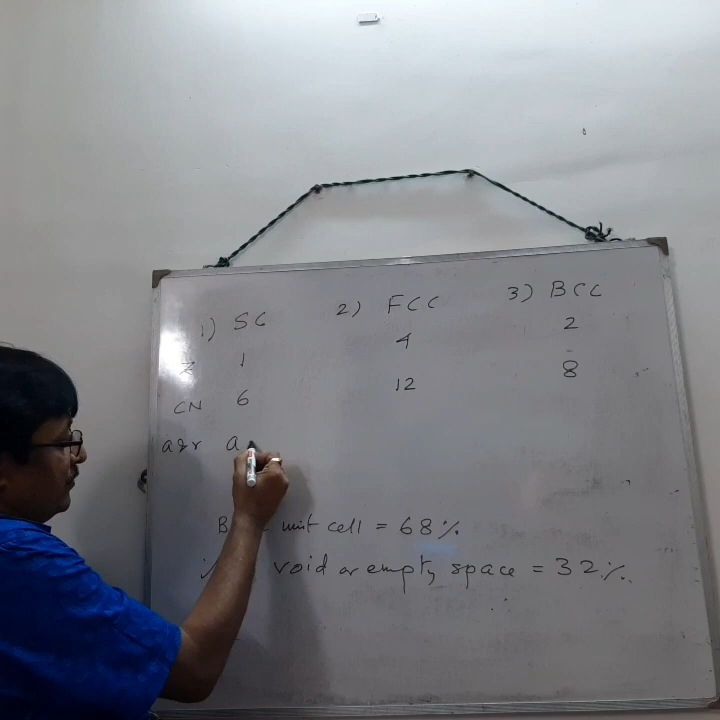 1) SC 2) FCC 3) BCC
Z 1 4 2
CN 6 12 8
a & r a
unit cell = 68%
void or empty space = 32%